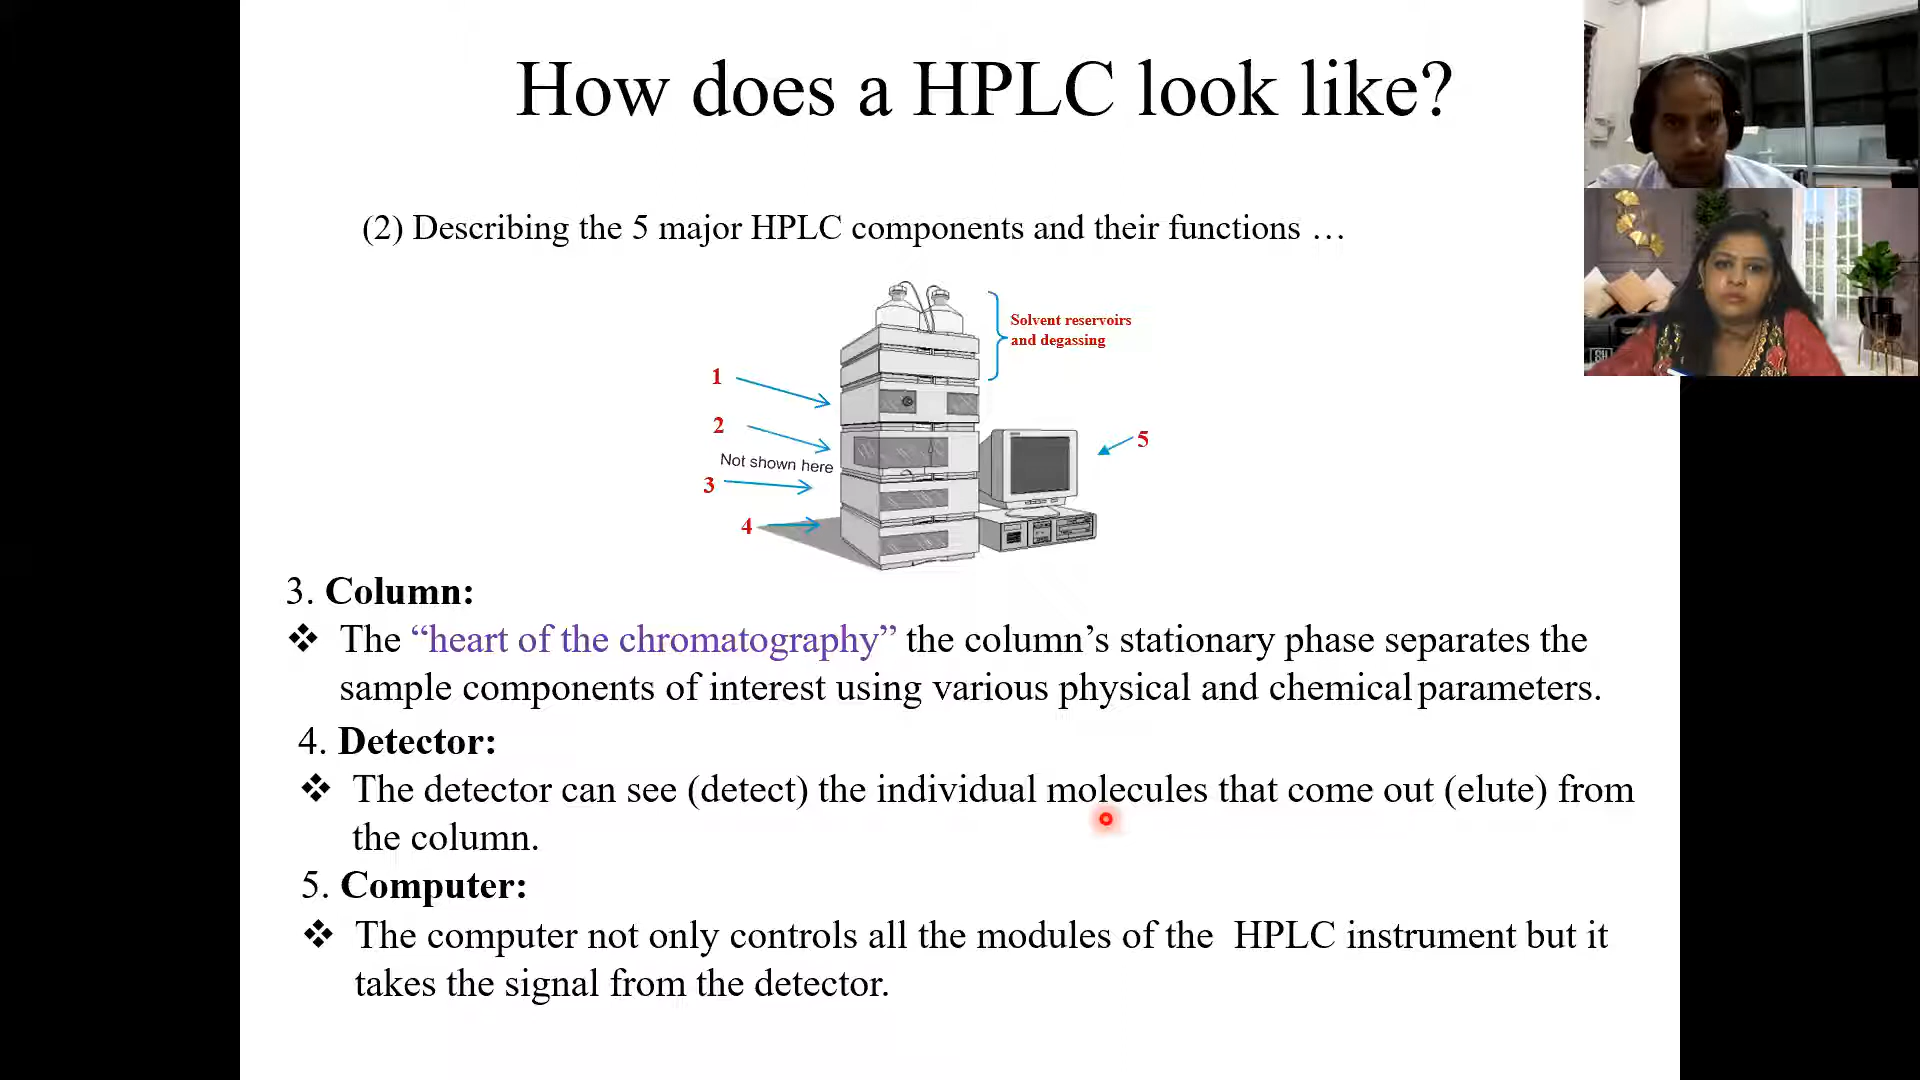 How does a HPLC look like?
(2) Describing the 5 major HPLC components and their functions …
Solvent reservoirs
and degassing
1
2
5
Not shown here
3
4
3. Column:
❖ The “heart of the chromatography” the column’s stationary phase separates the
sample components of interest using various physical and chemical parameters.
4. Detector:
❖ The detector can see (detect) the individual molecules that come out (elute) from
the column.
5. Computer:
❖ The computer not only controls all the modules of the HPLC instrument but it
takes the signal from the detector.